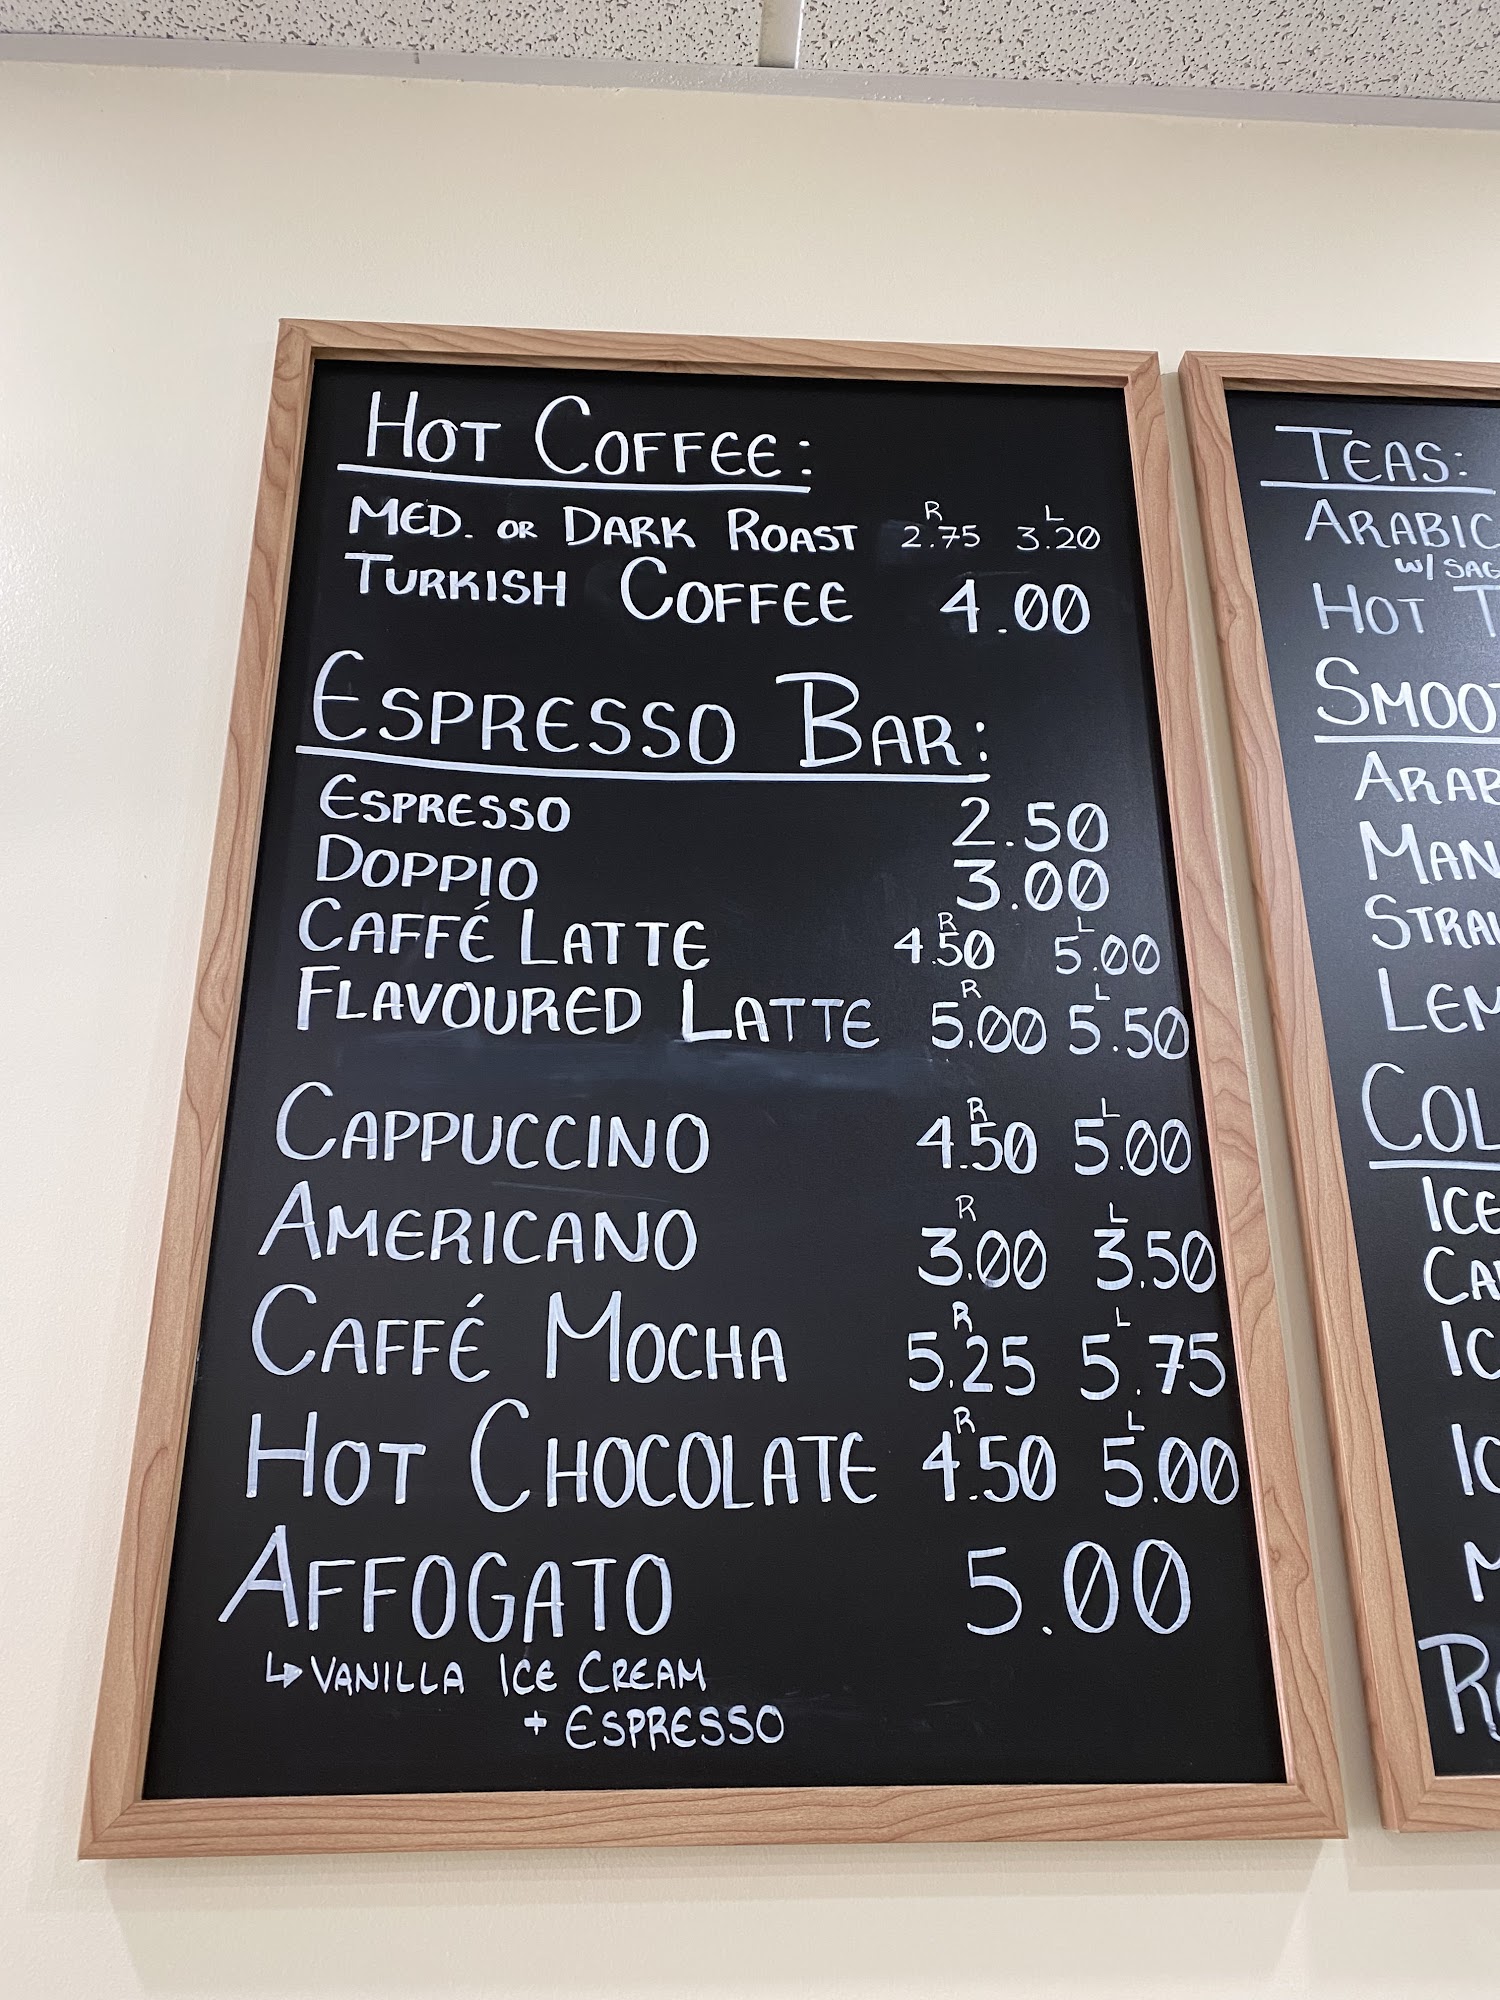 HOT COFFEE:
R L
MED. OR DARK ROAST 2.75 3.20
TURKISH COFFEE 4.00
ESPRESSO BAR:
ESPRESSO 2.50
DOPPIO 3.00
R L
CAFFÉ LATTE 4.50 5.00
R L
FLAVOURED LATTE 5.00 5.50
R L
CAPPUCCINO 4.50 5.00
R L
AMERICANO 3.00 3.50
R L
CAFFÉ MOCHA 5.25 5.75
R L
HOT CHOCOLATE 4.50 5.00
AFFOGATO 5.00
↳ VANILLA ICE CREAM
+ ESPRESSO
TEAS:
ARABIC
W/
HOT